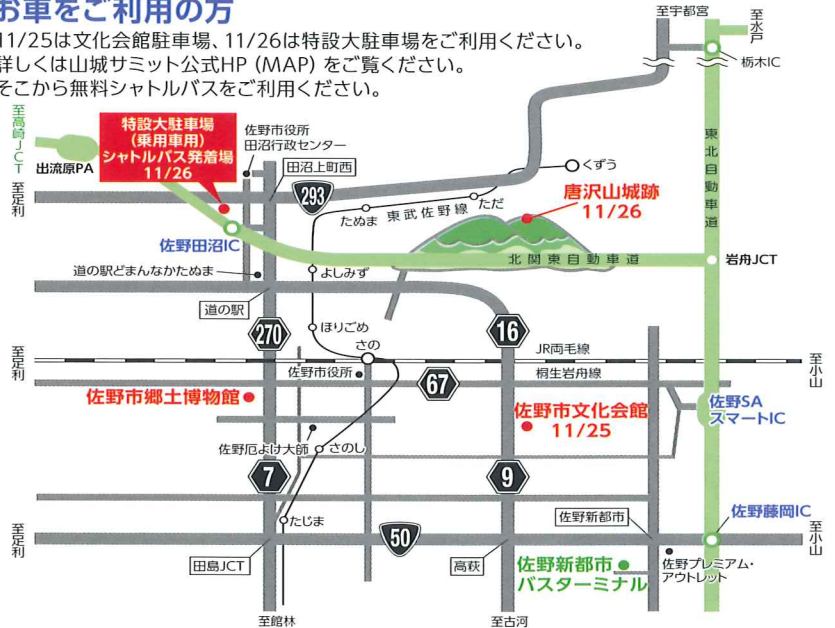 お車をご利用の方
11/25は文化会館駐車場、11/26は特設大駐車場をご利用ください。
詳しくは山城サミット公式HP（MAP）をご覧ください。
そこから無料シャトルバスをご利用ください。
至宇都宮
至水戸
栃木IC
至高崎JCT
出流原PA
特設大駐車場
（乗用車用）
シャトルバス発着場
11/26
佐野市役所
田沼行政センター
田沼上町西
くずう
東北自動車道
至足利
293
たぬま
東武佐野線
ただ
唐沢山城跡
11/26
佐野田沼IC
北関東自動車道
岩舟JCT
道の駅どまんなかたぬま
よしみず
道の駅
270
ほりごめ
16
さの
JR両毛線
至足利
至小山
佐野市役所
67
桐生岩舟線
佐野市郷土博物館
佐野市文化会館
11/25
佐野SA
スマートIC
佐野厄よけ大師
さのし
7
9
たじま
佐野新都市
佐野藤岡IC
至足利
50
至小山
田島JCT
高萩
佐野新都市
バスターミナル
佐野プレミアム・
アウトレット
至館林
至古河